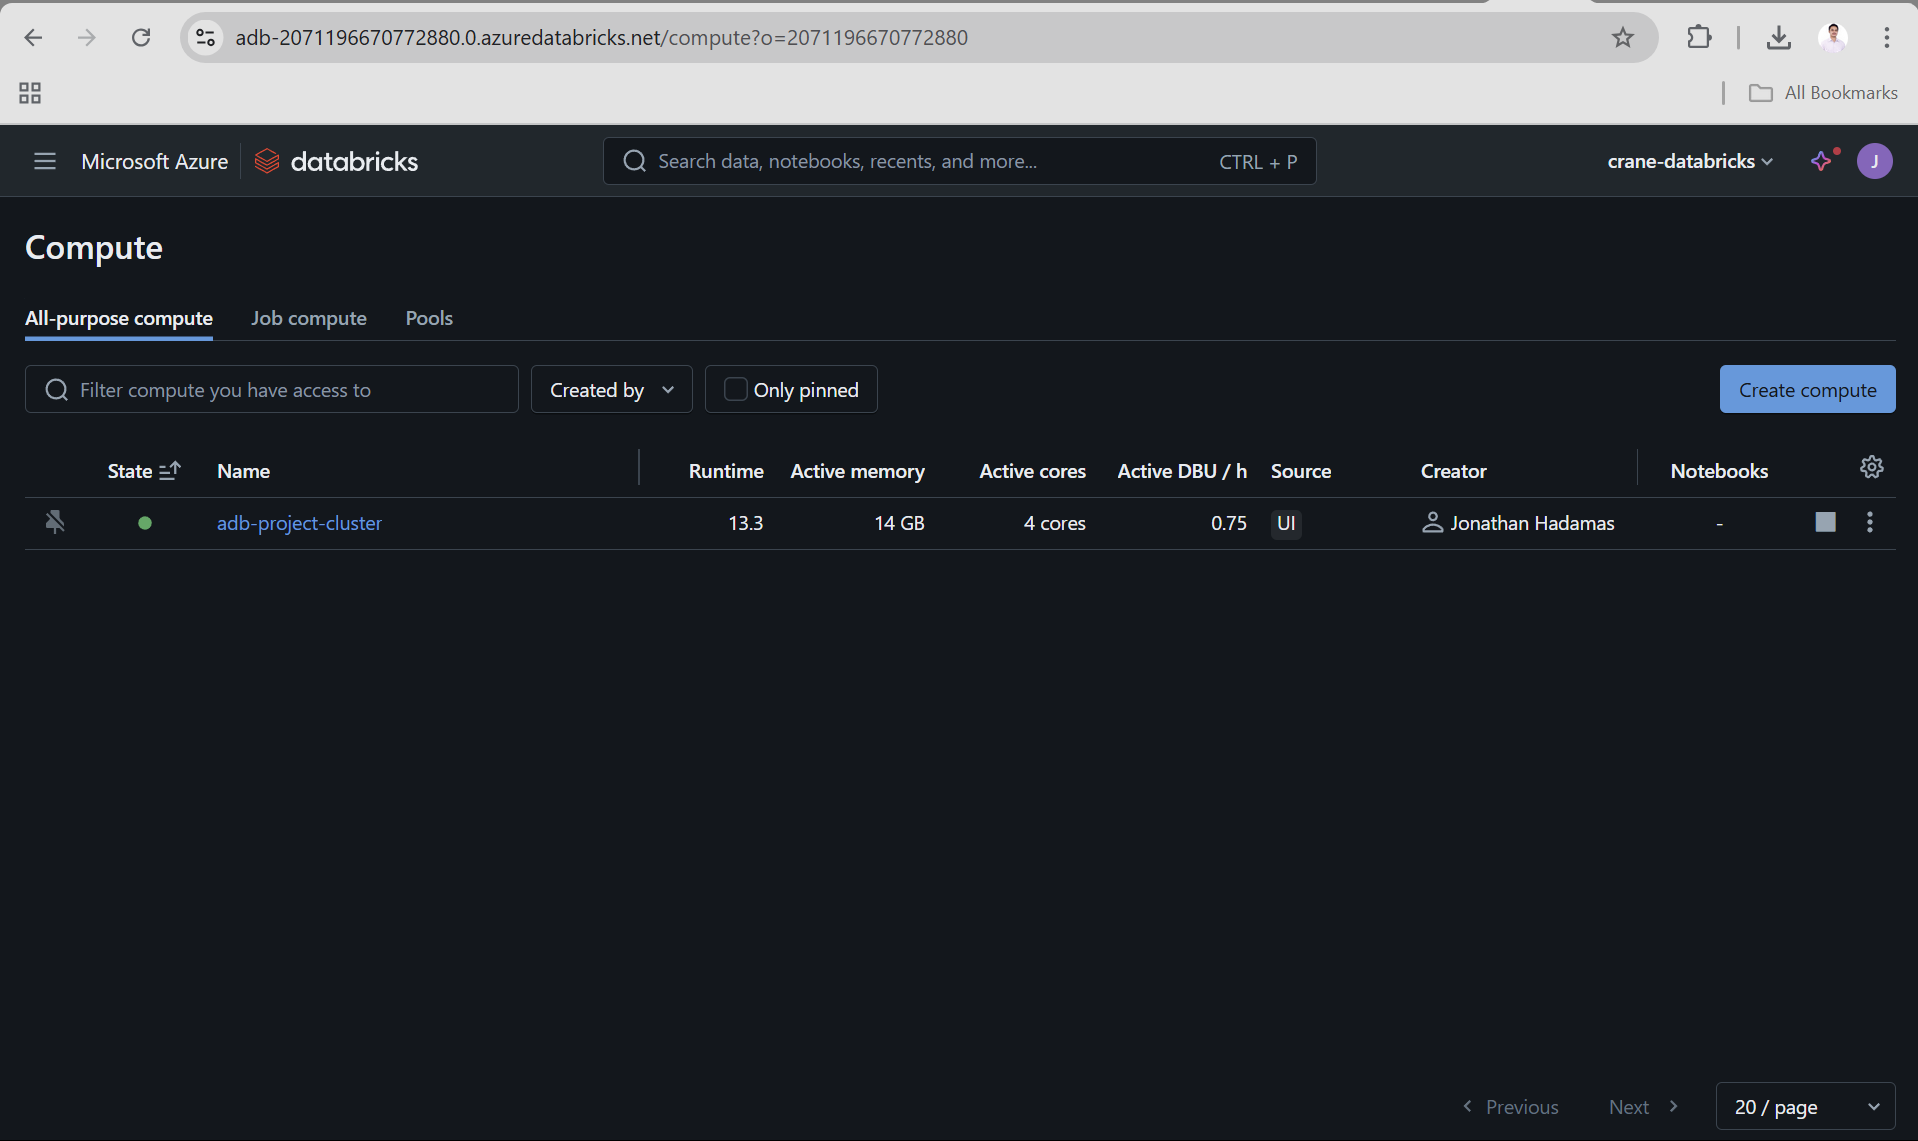 adb-2071196670772880.0.azuredatabricks.net/compute?o=2071196670772880
All Bookmarks
Microsoft Azure databricks Search data, notebooks, recents, and more... CTRL + P crane-databricks J
Compute
All-purpose compute Job compute Pools
Filter compute you have access to Created by Only pinned Create compute
State Name Runtime Active memory Active cores Active DBU / h Source Creator Notebooks
adb-project-cluster 13.3 14 GB 4 cores 0.75 UI Jonathan Hadamas -
Previous Next 20 / page